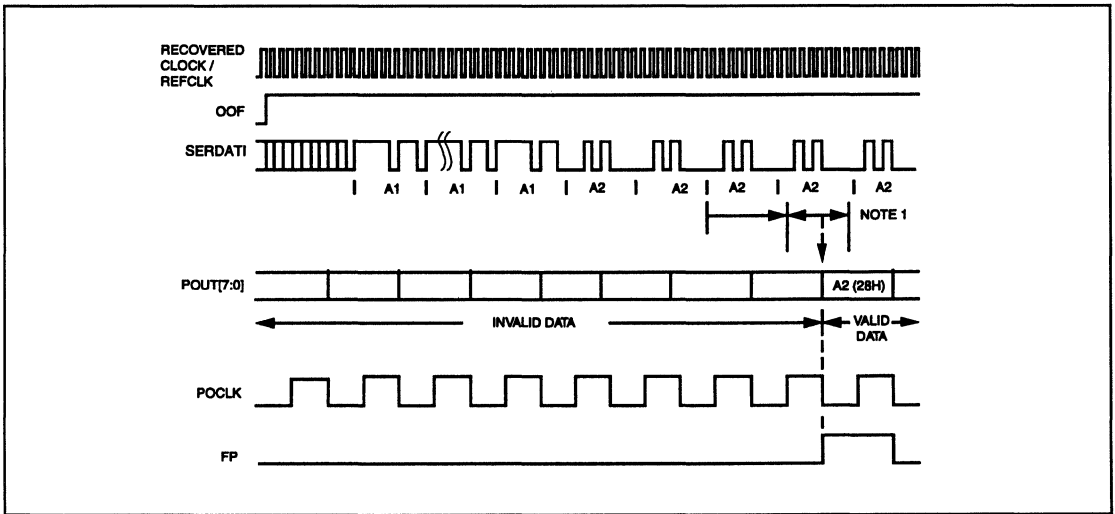 RECOVERED
CLOCK /
REFCLK
OOF
SERDATI
A1 A1 A1 A2 A2 A2 A2 A2
NOTE 1
POUT[7:0]
A2 (28H)
INVALID DATA
VALID
DATA
POCLK
FP